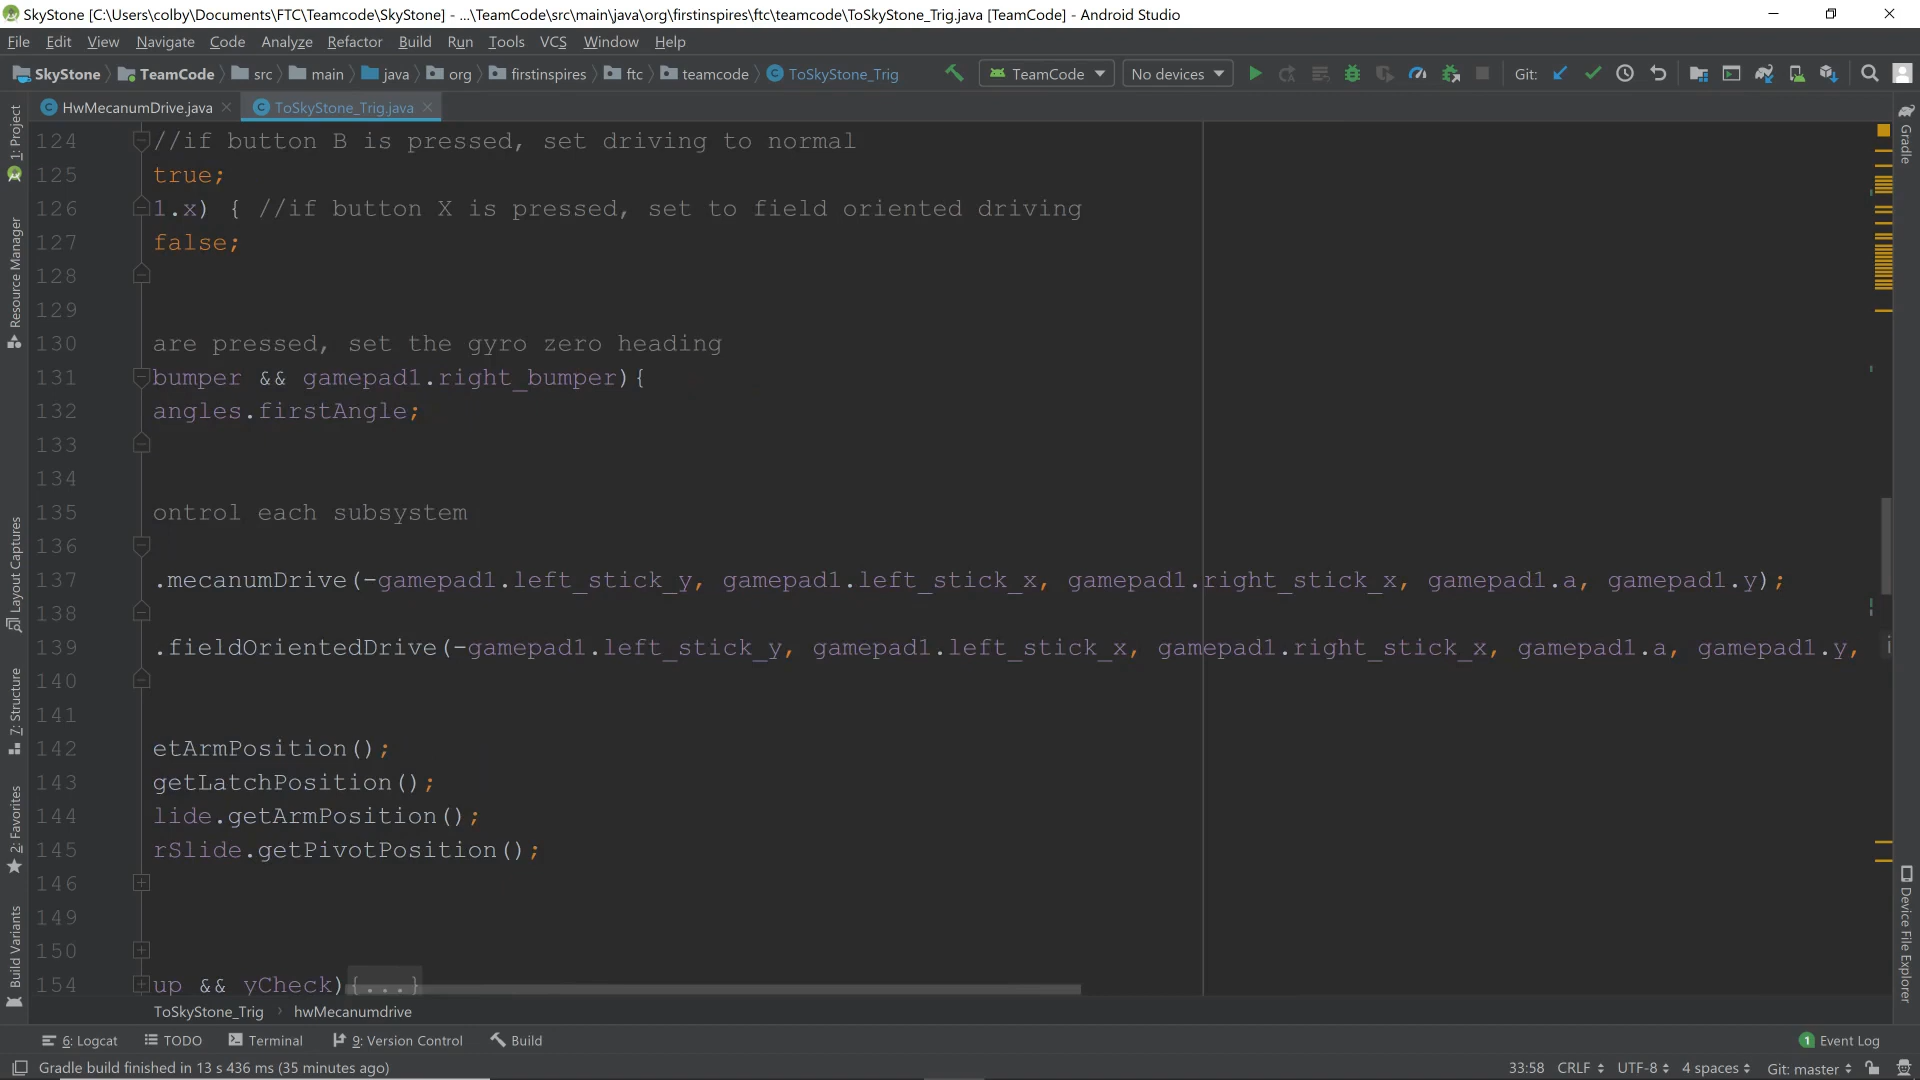 SkyStone [C:\Users\colby\Documents\FTC\Teamcode\SkyStone] - ...\TeamCode\src\main\java\org\firstinspires\ftc\teamcode\ToSkyStone_Trig.java [TeamCode] - Android Studio
File Edit View Navigate Code Analyze Refactor Build Run Tools VCS Window Help
SkyStone TeamCode src main java org firstinspires ftc teamcode ToSkyStone_Trig TeamCode No devices Git:
HwMecanumDrive.java ToSkyStone_Trig.java
1: Project
Resource Manager
Layout Captures
7: Structure
2: Favorites
Build Variants
124 //if button B is pressed, set driving to normal
125 true;
126 1.x) { //if button X is pressed, set to field oriented driving
127 false;
128
129
130 are pressed, set the gyro zero heading
131 bumper && gamepad1.right_bumper){
132 angles.firstAngle;
133
134
135 ontrol each subsystem
136
137 .mecanumDrive(-gamepad1.left_stick_y, gamepad1.left_stick_x, gamepad1.right_stick_x, gamepad1.a, gamepad1.y);
138
139 .fieldOrientedDrive(-gamepad1.left_stick_y, gamepad1.left_stick_x, gamepad1.right_stick_x, gamepad1.a, gamepad1.y, i
140
141
142 etArmPosition();
143 getLatchPosition();
144 lide.getArmPosition();
145 rSlide.getPivotPosition();
146
149
150
154 up && yCheck){...}
Gradle
Device File Explorer
ToSkyStone_Trig hwMecanumdrive
6: Logcat TODO Terminal 9: Version Control Build 1 Event Log
Gradle build finished in 13 s 436 ms (35 minutes ago) 33:58 CRLF UTF-8 4 spaces Git: master